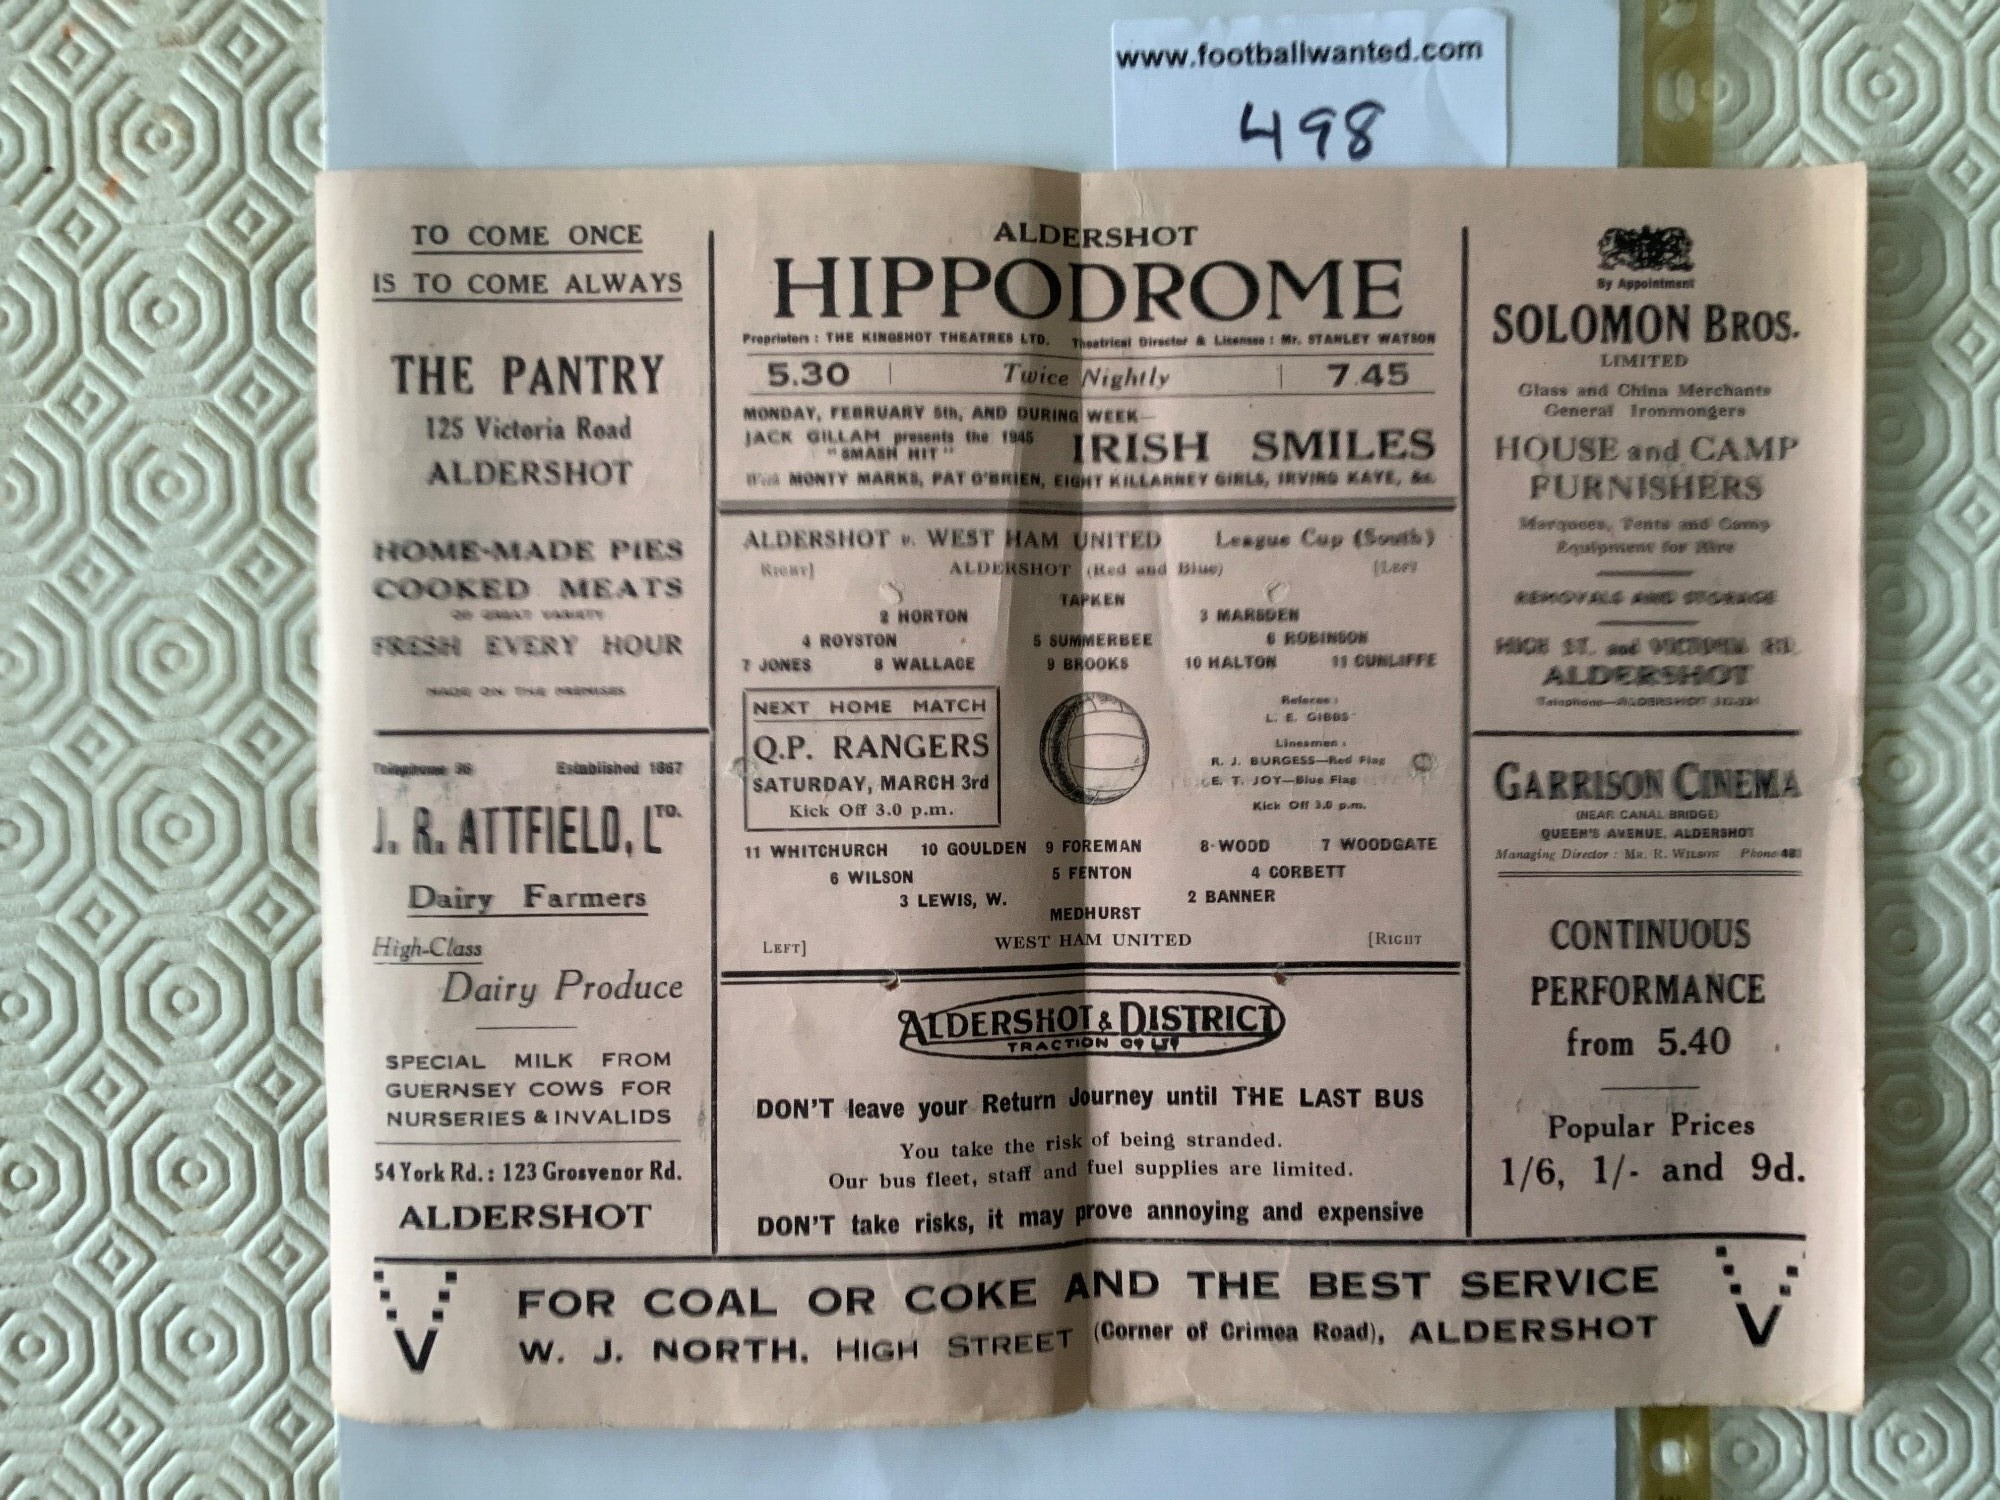 www.footballwanted.com
498
TO COME ONCE
IS TO COME ALWAYS
THE PANTRY
125 Victoria Road
ALDERSHOT
HOME-MADE PIES
COOKED MEATS
IN GREAT VARIETY
FRESH EVERY HOUR
MADE ON THE PREMISES
Telephone 36 Established 1867
J. R. ATTFIELD, LTD.
Dairy Farmers
High-Class
Dairy Produce
SPECIAL MILK FROM
GUERNSEY COWS FOR
NURSERIES & INVALIDS
54 York Rd. : 123 Grosvenor Rd.
ALDERSHOT
ALDERSHOT
HIPPODROME
Proprietors : THE KINGSHOT THEATRES LTD. Theatrical Director & Licensee : Mr. STANLEY WATSON
5.30 Twice Nightly 7.45
MONDAY, FEBRUARY 5th, AND DURING WEEK—
JACK GILLAM presents the 1945
"SMASH HIT" IRISH SMILES
With MONTY MARKS, PAT O'BRIEN, EIGHT KILLARNEY GIRLS, IRVING KAYE, &c
ALDERSHOT v. WEST HAM UNITED League Cup (South)
RIGHT] ALDERSHOT (Red and Blue) [LEFT
TAPKEN
2 HORTON 3 MARSDEN
4 ROYSTON 5 SUMMERBEE 6 ROBINSON
7 JONES 8 WALLACE 9 BROOKS 10 HALTON 11 CUNLIFFE
NEXT HOME MATCH
Q.P. RANGERS
SATURDAY, MARCH 3rd
Kick Off 3.0 p.m.
Referee :
L. E. GIBBS
Linesmen :
R. J. BURGESS—Red Flag
E. T. JOY—Blue Flag
Kick Off 3.0 p.m.
11 WHITCHURCH 10 GOULDEN 9 FOREMAN 8 WOOD 7 WOODGATE
6 WILSON 5 FENTON 4 CORBETT
3 LEWIS, W. 2 BANNER
MEDHURST
LEFT] WEST HAM UNITED [RIGHT
ALDERSHOT & DISTRICT
TRACTION
DON'T leave your Return Journey until THE LAST BUS
You take the risk of being stranded.
Our bus fleet, staff and fuel supplies are limited.
DON'T take risks, it may prove annoying and expensive
By Appointment
SOLOMON BROS.
LIMITED
Glass and China Merchants
General Ironmongers
HOUSE and CAMP
FURNISHERS
Marquees, Tents and Camp
Equipment for Hire
REMOVALS AND STORAGE
HIGH ST. and VICTORIA RD.
ALDERSHOT
Telephone—ALDERSHOT
GARRISON CINEMA
(NEAR CANAL BRIDGE)
QUEEN'S AVENUE, ALDERSHOT
Managing Director : MR. R. WILSON Phone
CONTINUOUS
PERFORMANCE
from 5.40
Popular Prices
1/6, 1/- and 9d.
V FOR COAL OR COKE AND THE BEST SERVICE V
W. J. NORTH, HIGH STREET (Corner of Crimea Road), ALDERSHOT